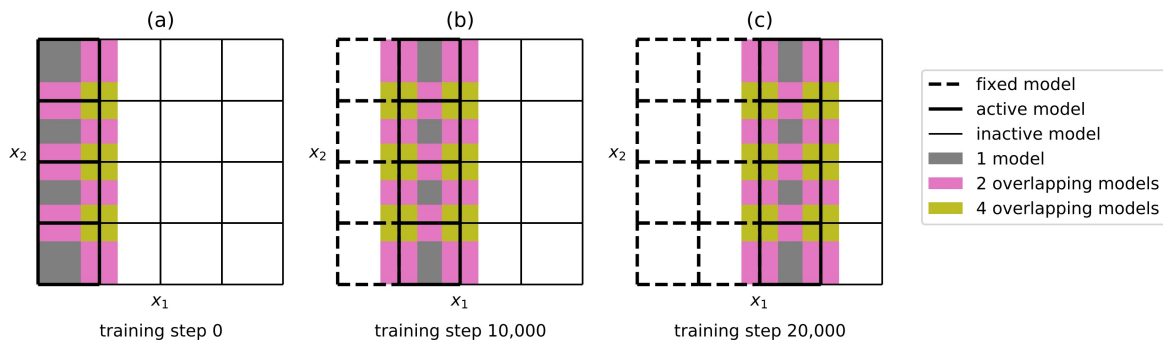 (a)
(b)
(c)
x₂
x₂
x₂
x₁
x₁
x₁
training step 0
training step 10,000
training step 20,000
fixed model
active model
inactive model
1 model
2 overlapping models
4 overlapping models